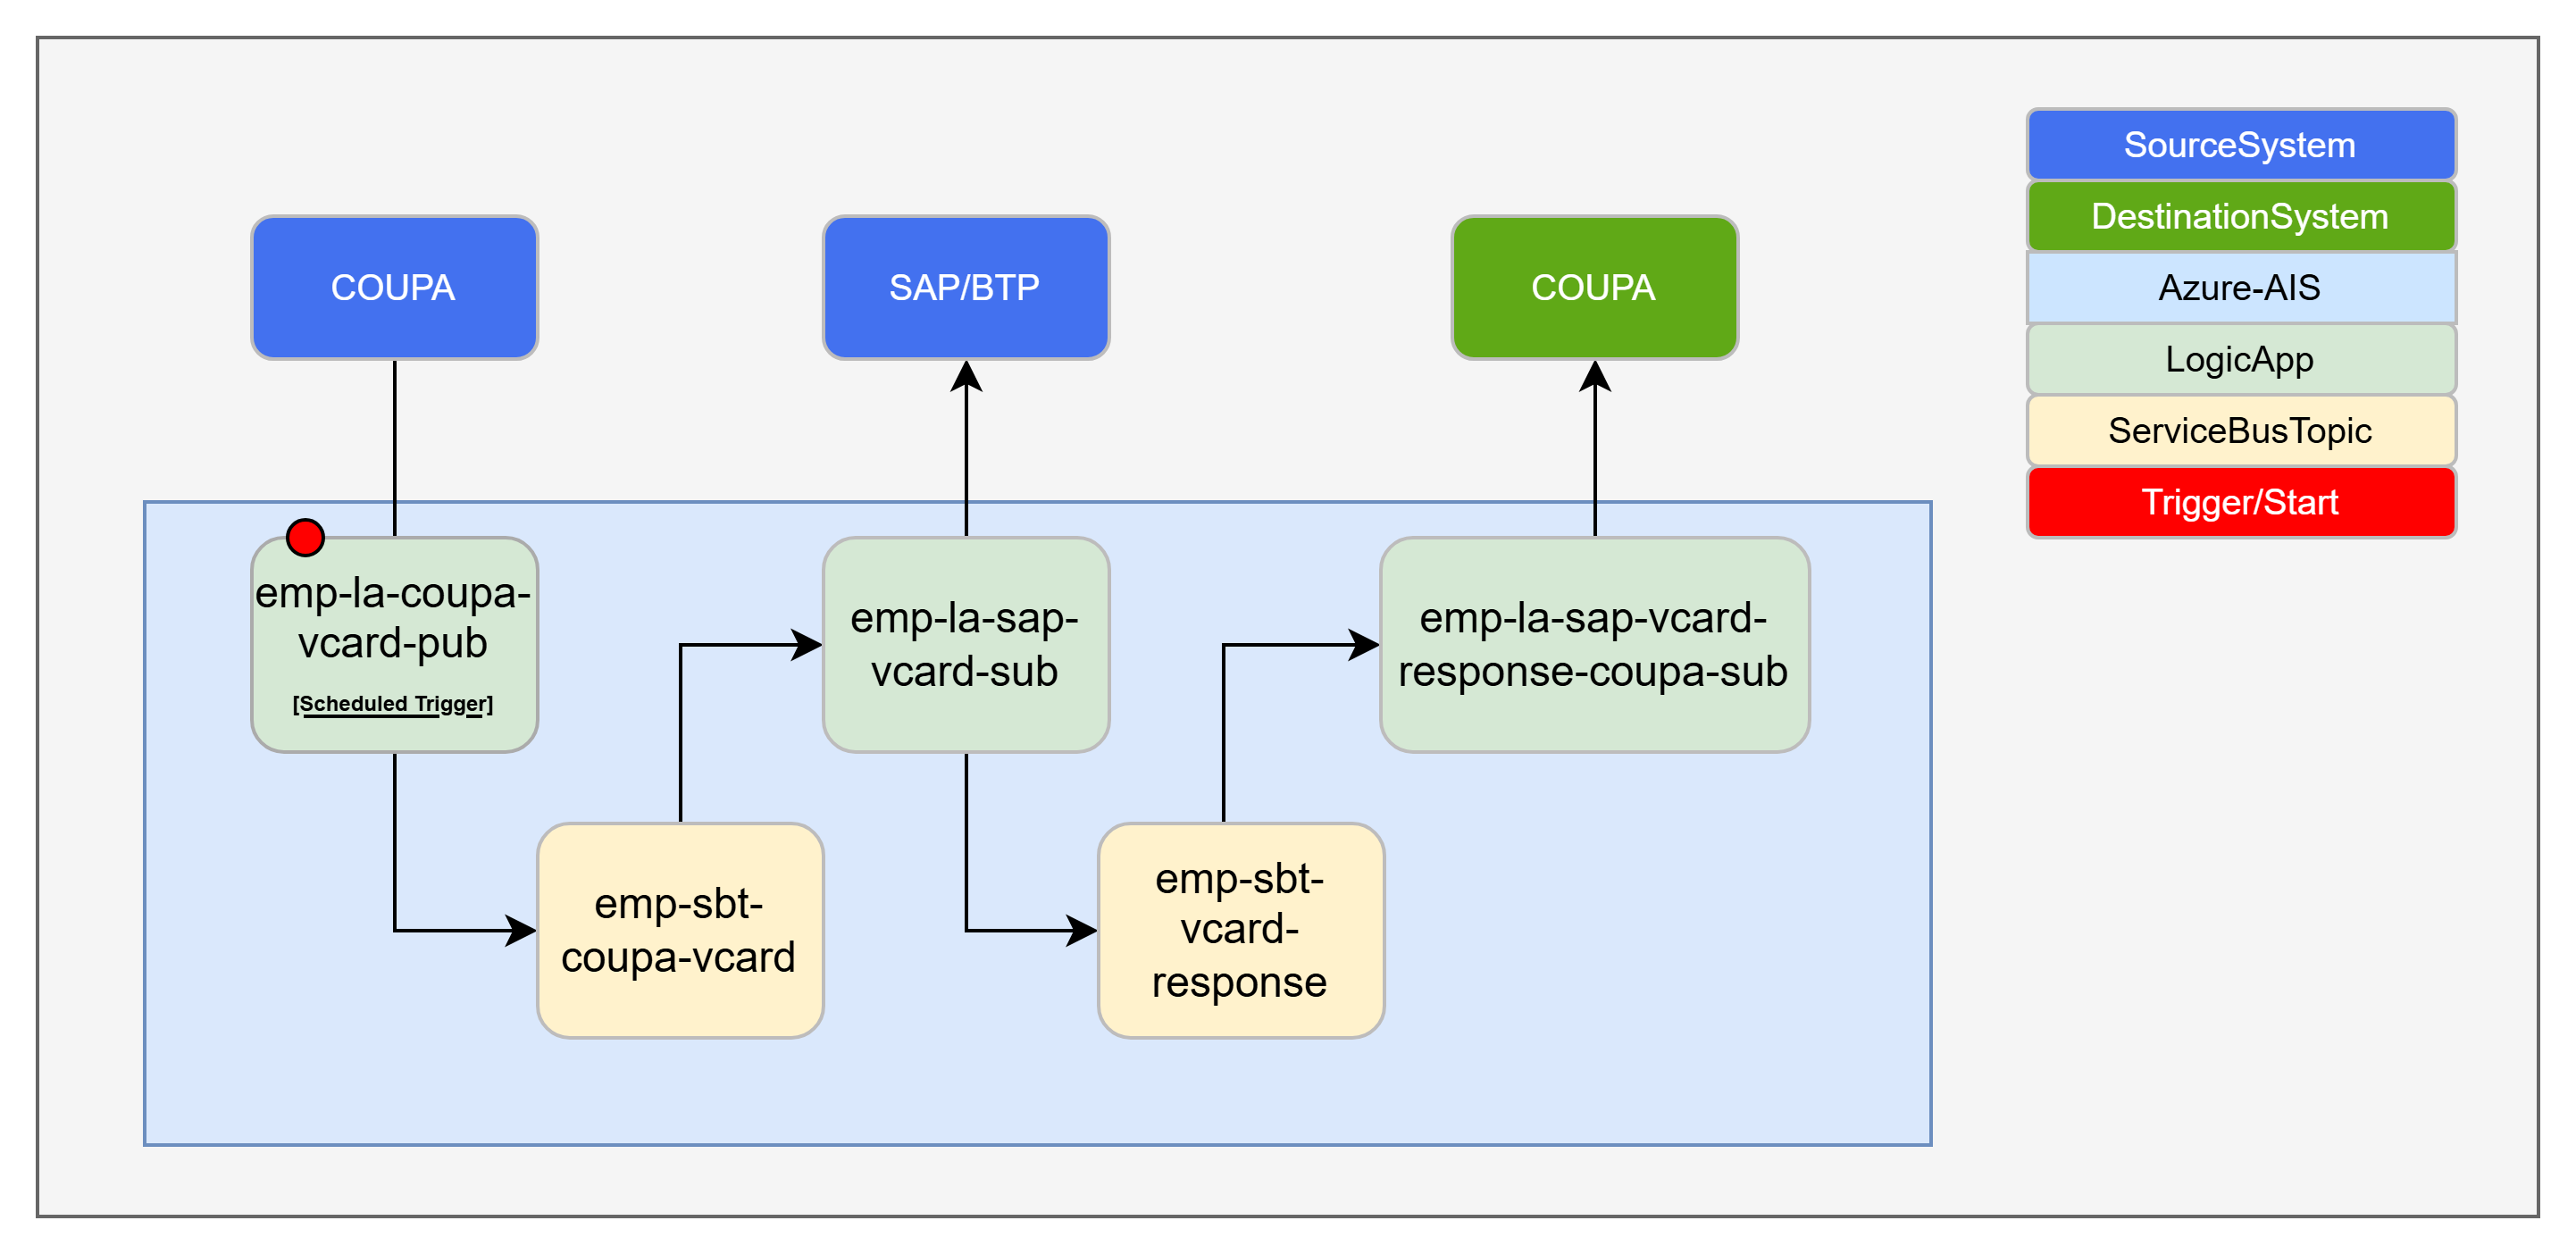 SourceSystem
DestinationSystem
Azure-AIS
LogicApp
ServiceBusTopic
Trigger/Start
COUPA
SAP/BTP
COUPA
emp-la-coupa-
vcard-pub
[Scheduled Trigger]
emp-la-sap-
vcard-sub
emp-la-sap-vcard-
response-coupa-sub
emp-sbt-
coupa-vcard
emp-sbt-
vcard-
response